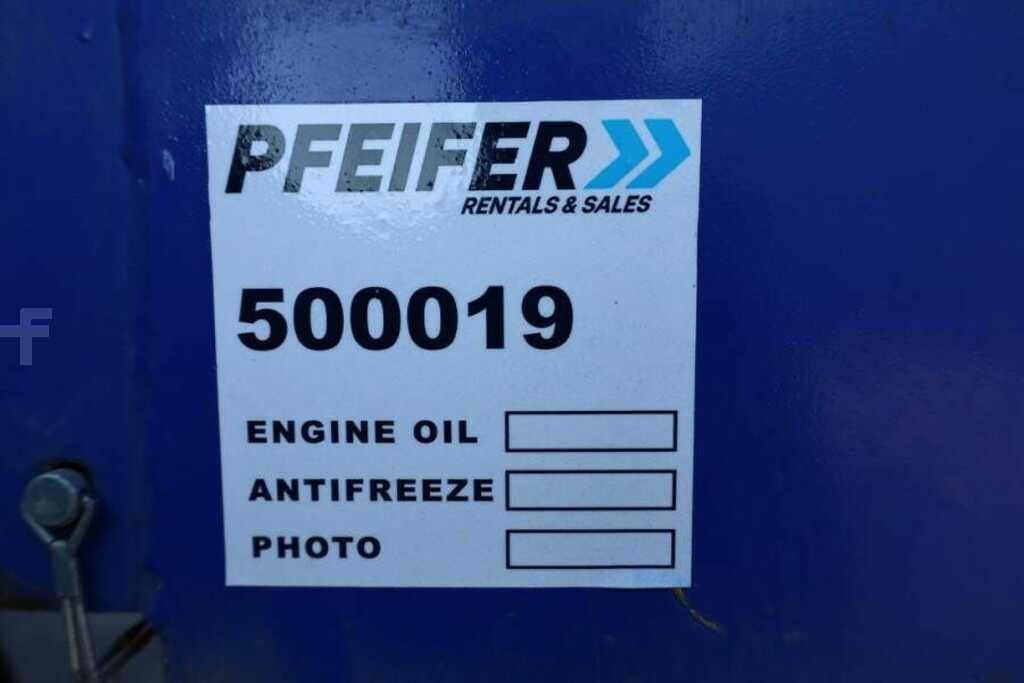 PFEIFER
RENTALS & SALES
500019
ENGINE OIL
ANTIFREEZE
PHOTO